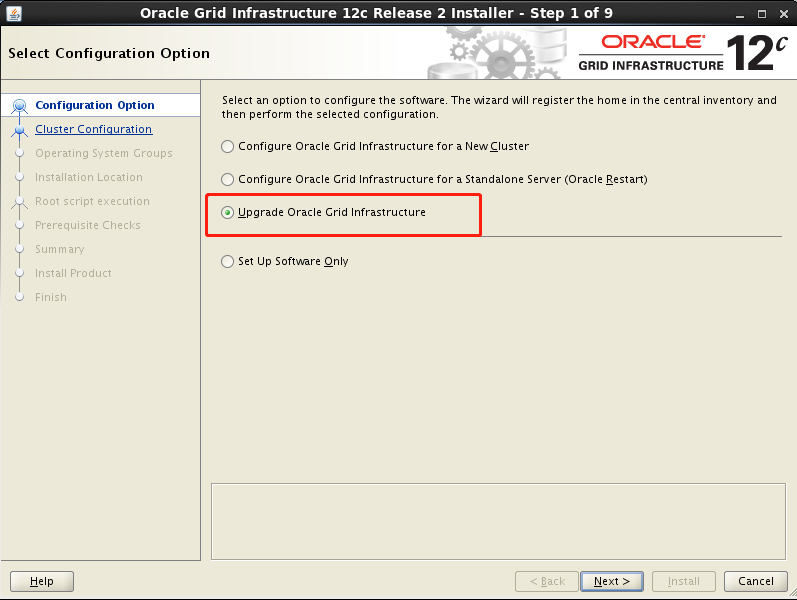 Oracle Grid Infrastructure 12c Release 2 Installer - Step 1 of 9
Select Configuration Option
ORACLE
GRID INFRASTRUCTURE
12c
Configuration Option
Cluster Configuration
Operating System Groups
Installation Location
Root script execution
Prerequisite Checks
Summary
Install Product
Finish
Select an option to configure the software. The wizard will register the home in the central inventory and
then perform the selected configuration.
Configure Oracle Grid Infrastructure for a New Cluster
Configure Oracle Grid Infrastructure for a Standalone Server (Oracle Restart)
Upgrade Oracle Grid Infrastructure
Set Up Software Only
Help
< Back
Next >
Install
Cancel